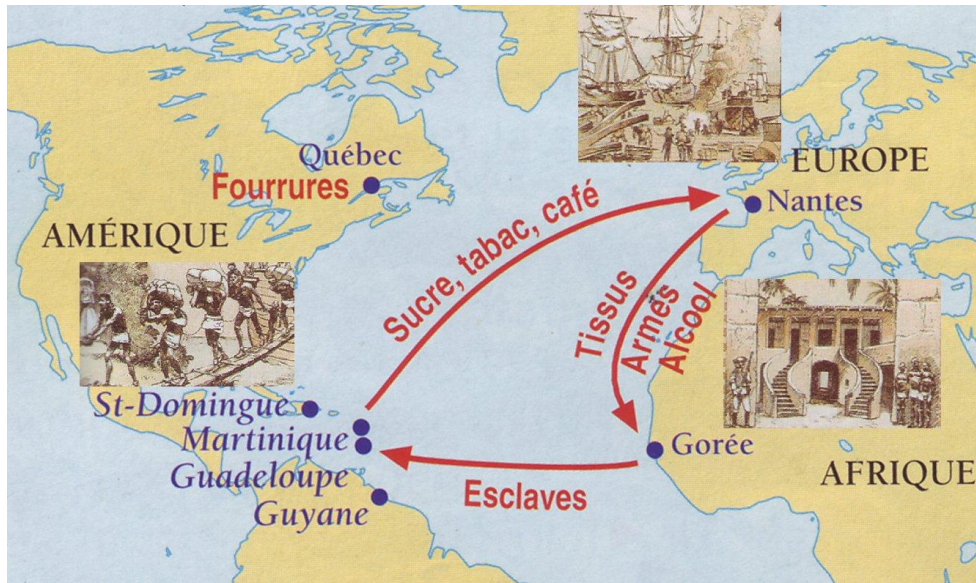 Québec
Fourrures
EUROPE
Nantes
AMÉRIQUE
Sucre, tabac, café
Tissus
Armes
Alcool
St-Domingue
Martinique
Guadeloupe
Guyane
Gorée
Esclaves
AFRIQUE